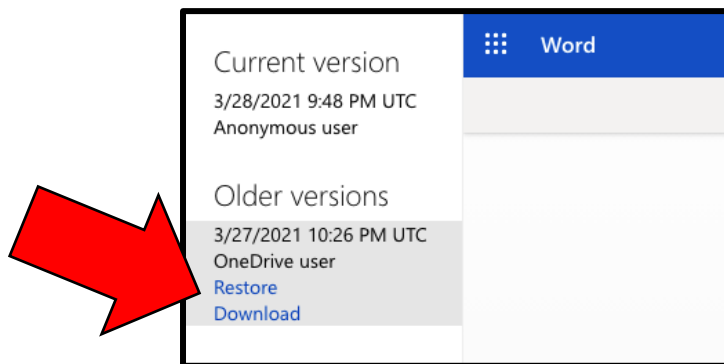 Current version
3/28/2021 9:48 PM UTC
Anonymous user
Older versions
3/27/2021 10:26 PM UTC
OneDrive user
Restore
Download
Word